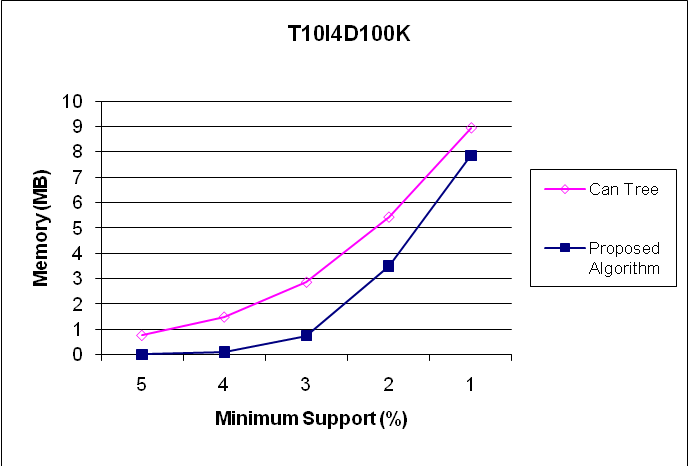 T10I4D100K
10
9
8
7
6
5
4
3
2
1
0
Memory (MB)
5 4 3 2 1
Minimum Support (%)
Can Tree
Proposed
Algorithm